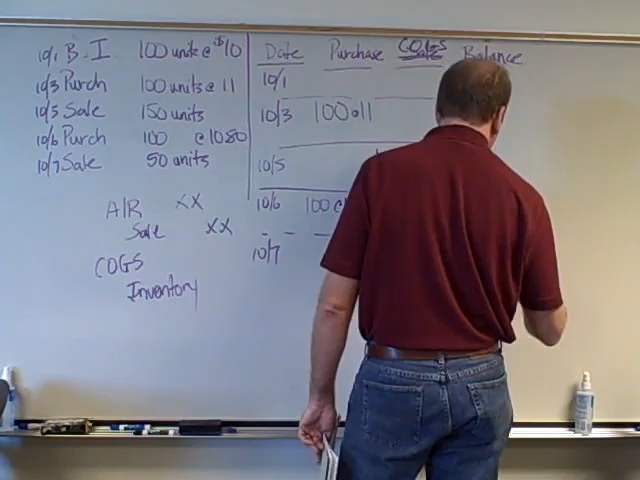 10/1 B. I 100 units @ $10
10/3 Purch 100 units @ 11
10/5 Sale 150 units
10/6 Purch 100 @ 10 80
10/7 Sale 50 units
A/R XX
Sale XX
COGS
Inventory
Date Purchase COGS Balance
10/1
10/3 100@11
10/5
10/6 100@
10/7